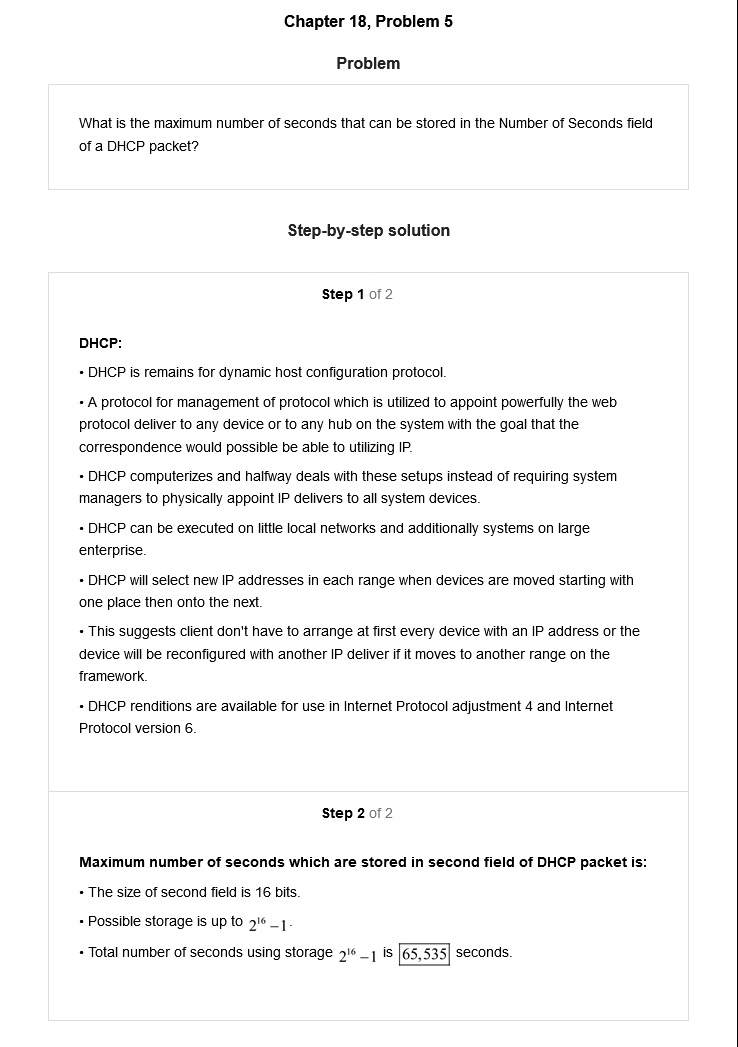 Chapter 18, Problem 5
Problem
What is the maximum number of seconds that can be stored in the Number of Seconds field
of a DHCP packet?
Step-by-step solution
Step 1 of 2
DHCP:
• DHCP is remains for dynamic host configuration protocol.
• A protocol for management of protocol which is utilized to appoint powerfully the web
protocol deliver to any device or to any hub on the system with the goal that the
correspondence would possible be able to utilizing IP.
• DHCP computerizes and halfway deals with these setups instead of requiring system
managers to physically appoint IP delivers to all system devices.
• DHCP can be executed on little local networks and additionally systems on large
enterprise.
• DHCP will select new IP addresses in each range when devices are moved starting with
one place then onto the next.
• This suggests client don't have to arrange at first every device with an IP address or the
device will be reconfigured with another IP deliver if it moves to another range on the
framework.
• DHCP renditions are available for use in Internet Protocol adjustment 4 and Internet
Protocol version 6.
Step 2 of 2
Maximum number of seconds which are stored in second field of DHCP packet is:
• The size of second field is 16 bits.
• Possible storage is up to 2¹⁶ – 1.
• Total number of seconds using storage 2¹⁶ – 1 is 65,535 seconds.